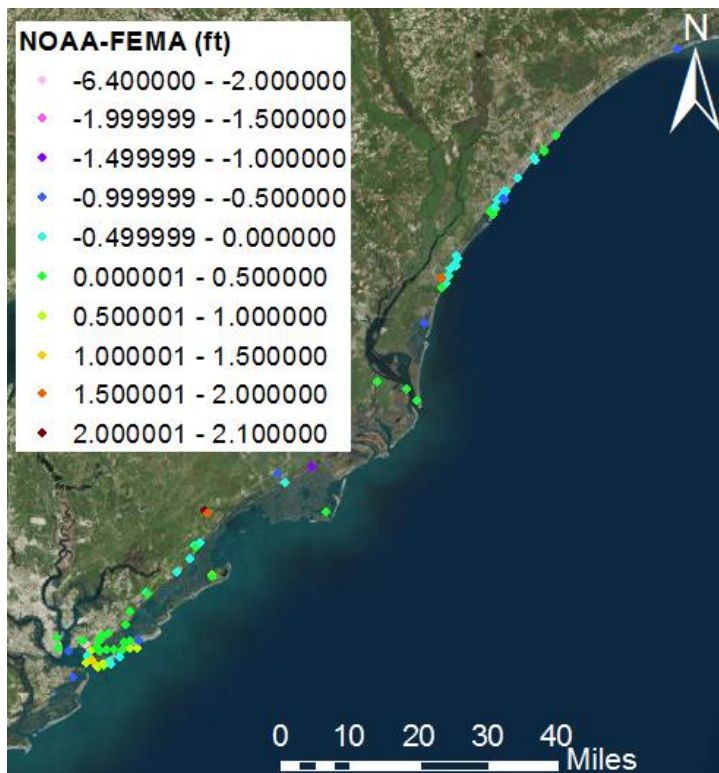 NOAA-FEMA (ft)
N
-6.400000 - -2.000000
-1.999999 - -1.500000
-1.499999 - -1.000000
-0.999999 - -0.500000
-0.499999 - 0.000000
0.000001 - 0.500000
0.500001 - 1.000000
1.000001 - 1.500000
1.500001 - 2.000000
2.000001 - 2.100000
0 10 20 30 40
Miles